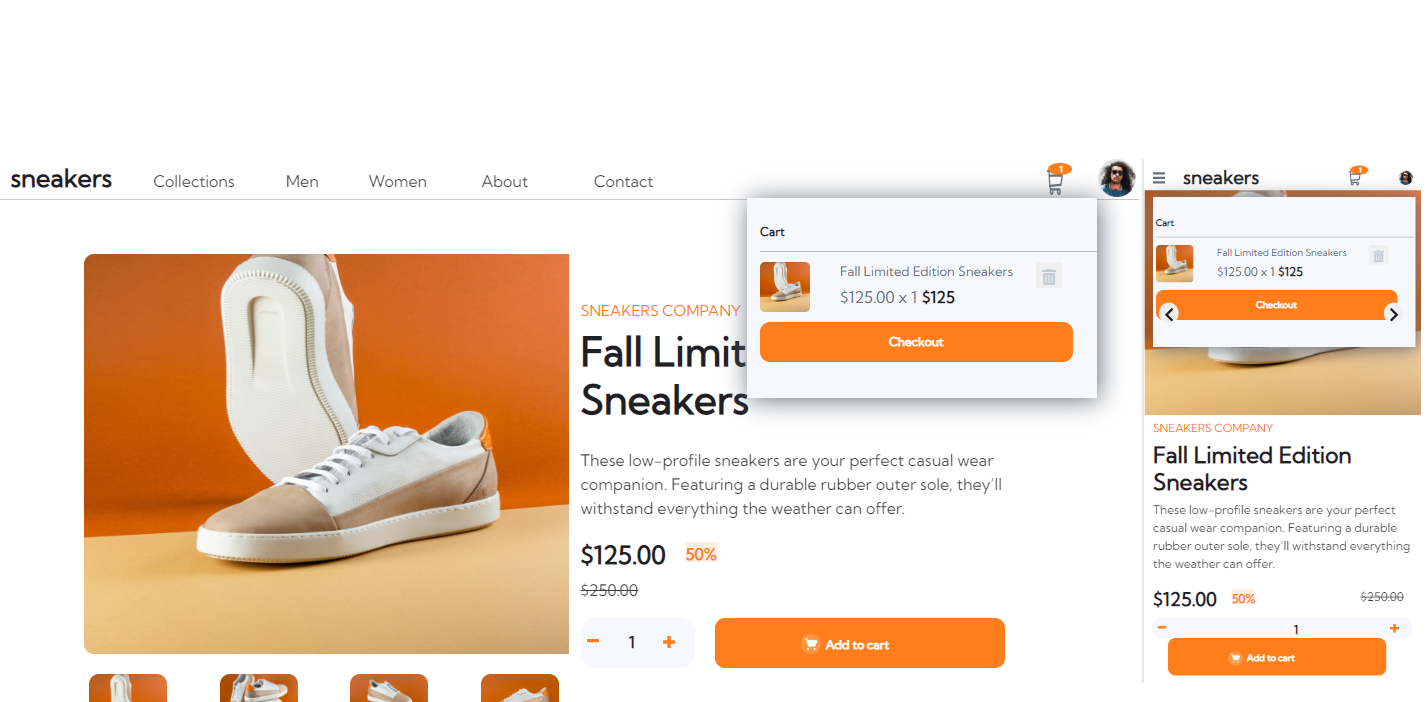 sneakers Collections Men Women About Contact 1
Cart
Fall Limited Edition Sneakers
$125.00 x 1 $125
Checkout
SNEAKERS COMPANY
Fall Limit
Sneakers
These low-profile sneakers are your perfect casual wear
companion. Featuring a durable rubber outer sole, they'll
withstand everything the weather can offer.
$125.00 50%
$250.00
1 Add to cart
sneakers 1
Cart
Fall Limited Edition Sneakers
$125.00 x 1 $125
Checkout
SNEAKERS COMPANY
Fall Limited Edition
Sneakers
These low-profile sneakers are your perfect
casual wear companion. Featuring a durable
rubber outer sole, they'll withstand everything
the weather can offer.
$125.00 50% $250.00
1
Add to cart